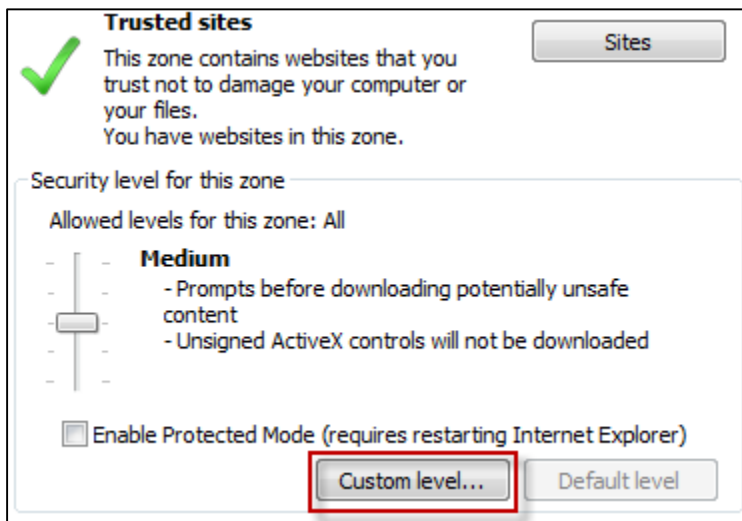 Trusted sites
Sites
This zone contains websites that you
trust not to damage your computer or
your files.
You have websites in this zone.
Security level for this zone
Allowed levels for this zone: All
Medium
- Prompts before downloading potentially unsafe
content
- Unsigned ActiveX controls will not be downloaded
Enable Protected Mode (requires restarting Internet Explorer)
Custom level... Default level